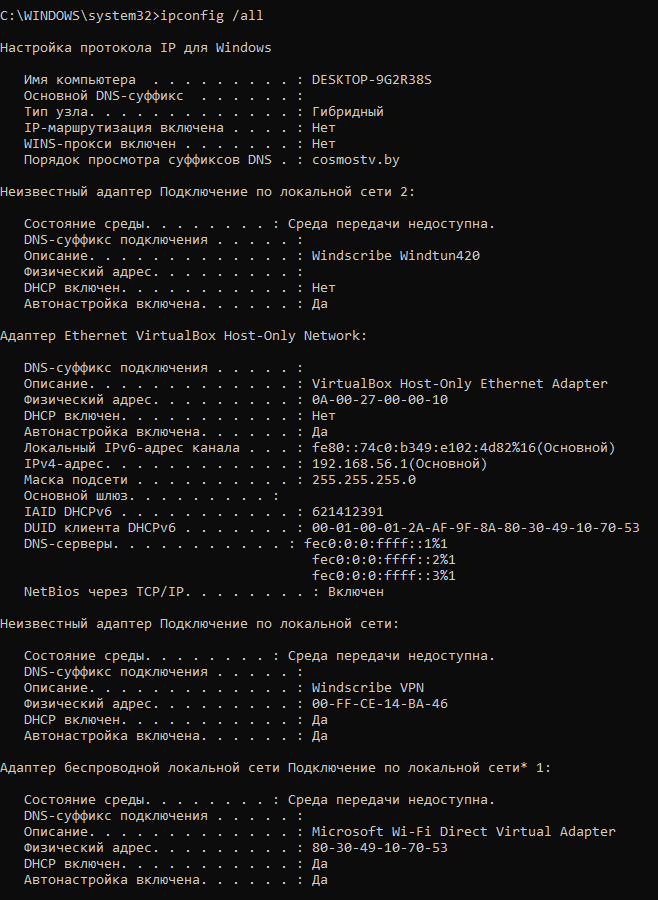 C:\WINDOWS\system32>ipconfig /all
Настройка протокола IP для Windows
Имя компьютера . . . . . . . . . : DESKTOP-9G2R38S
Основной DNS-суффикс . . . . . . :
Тип узла. . . . . . . . . . . . . : Гибридный
IP-маршрутизация включена . . . . : Нет
WINS-прокси включен . . . . . . . : Нет
Порядок просмотра суффиксов DNS . : cosmostv.by
Неизвестный адаптер Подключение по локальной сети 2:
Состояние среды. . . . . . . . : Среда передачи недоступна.
DNS-суффикс подключения . . . . . :
Описание. . . . . . . . . . . . . : Windscribe Windtun420
Физический адрес. . . . . . . . . :
DHCP включен. . . . . . . . . . . : Нет
Автонастройка включена. . . . . . : Да
Адаптер Ethernet VirtualBox Host-Only Network:
DNS-суффикс подключения . . . . . :
Описание. . . . . . . . . . . . . : VirtualBox Host-Only Ethernet Adapter
Физический адрес. . . . . . . . . : 0A-00-27-00-00-10
DHCP включен. . . . . . . . . . . : Нет
Автонастройка включена. . . . . . : Да
Локальный IPv6-адрес канала . . . : fe80::74c0:b349:e102:4d82%16(Основной)
IPv4-адрес. . . . . . . . . . . . : 192.168.56.1(Основной)
Маска подсети . . . . . . . . . . : 255.255.255.0
Основной шлюз. . . . . . . . . :
IAID DHCPv6 . . . . . . . . . . . : 621412391
DUID клиента DHCPv6 . . . . . . . : 00-01-00-01-2A-AF-9F-8A-80-30-49-10-70-53
DNS-серверы. . . . . . . . . . . : fec0:0:0:ffff::1%1
fec0:0:0:ffff::2%1
fec0:0:0:ffff::3%1
NetBios через TCP/IP. . . . . . . . : Включен
Неизвестный адаптер Подключение по локальной сети:
Состояние среды. . . . . . . . : Среда передачи недоступна.
DNS-суффикс подключения . . . . . :
Описание. . . . . . . . . . . . . : Windscribe VPN
Физический адрес. . . . . . . . . : 00-FF-CE-14-BA-46
DHCP включен. . . . . . . . . . . : Да
Автонастройка включена. . . . . . : Да
Адаптер беспроводной локальной сети Подключение по локальной сети* 1:
Состояние среды. . . . . . . . : Среда передачи недоступна.
DNS-суффикс подключения . . . . . :
Описание. . . . . . . . . . . . . : Microsoft Wi-Fi Direct Virtual Adapter
Физический адрес. . . . . . . . . : 80-30-49-10-70-53
DHCP включен. . . . . . . . . . . : Да
Автонастройка включена. . . . . . : Да